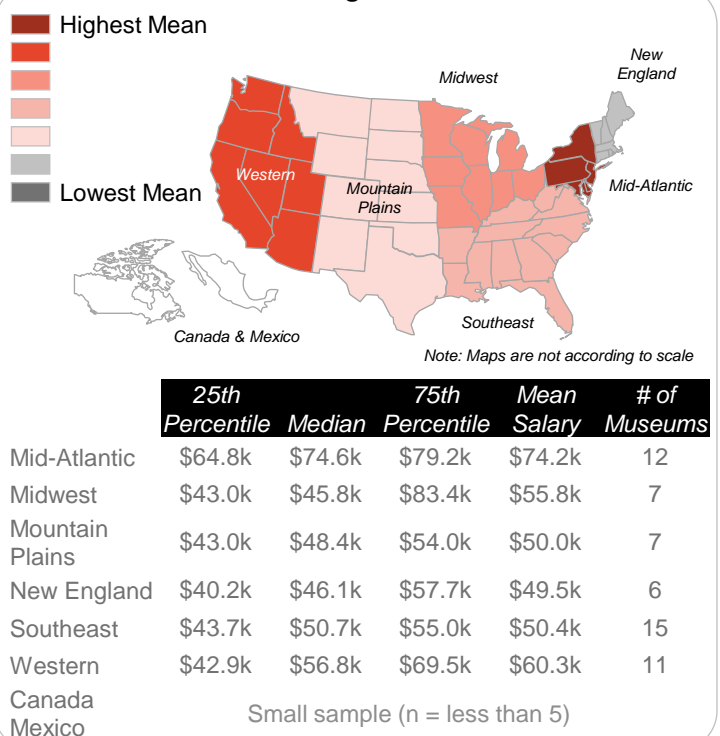 Highest Mean
Lowest Mean
New
England
Midwest
Western
Mountain
Plains
Mid-Atlantic
Southeast
Canada & Mexico
Note: Maps are not according to scale
25th Percentile Median 75th Percentile Mean Salary # of Museums
Mid-Atlantic $64.8k $74.6k $79.2k $74.2k 12
Midwest $43.0k $45.8k $83.4k $55.8k 7
Mountain Plains $43.0k $48.4k $54.0k $50.0k 7
New England $40.2k $46.1k $57.7k $49.5k 6
Southeast $43.7k $50.7k $55.0k $50.4k 15
Western $42.9k $56.8k $69.5k $60.3k 11
Canada Mexico Small sample (n = less than 5)